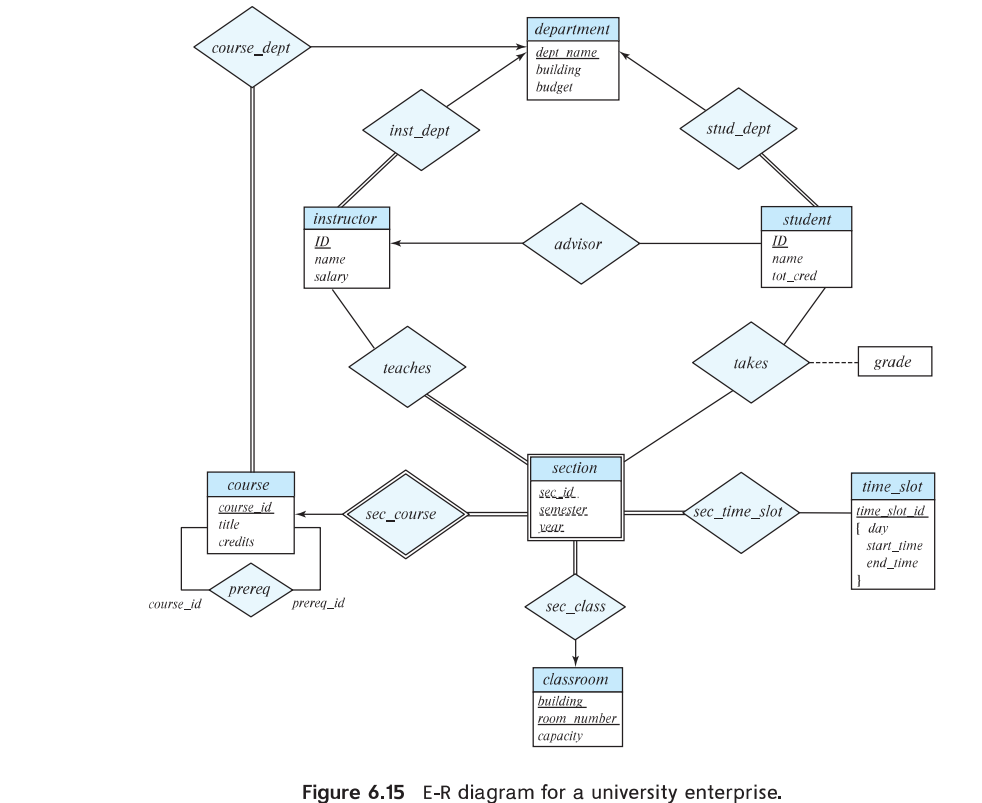 department
course_dept
dept_name
building
budget
inst_dept
stud_dept
instructor
ID
name
salary
advisor
student
ID
name
tot_cred
teaches
takes
grade
course
course_id
title
credits
sec_course
section
sec_id
semester
year
sec_time_slot
time_slot
time_slot_id
{ day
start_time
end_time
}
prereq
course_id
prereq_id
sec_class
classroom
building
room_number
capacity
Figure 6.15 E-R diagram for a university enterprise.